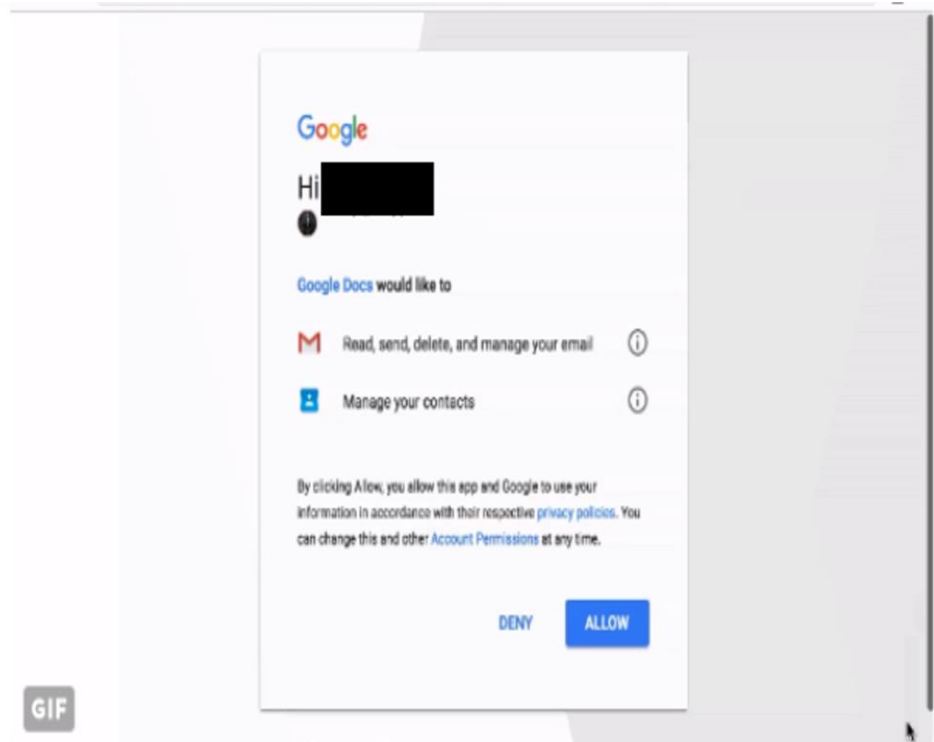 Google
Hi
Google Docs would like to
Read, send, delete, and manage your email
Manage your contacts
By clicking Allow, you allow this app and Google to use your
information in accordance with their respective privacy policies. You
can change this and other Account Permissions at any time.
DENY ALLOW
GIF